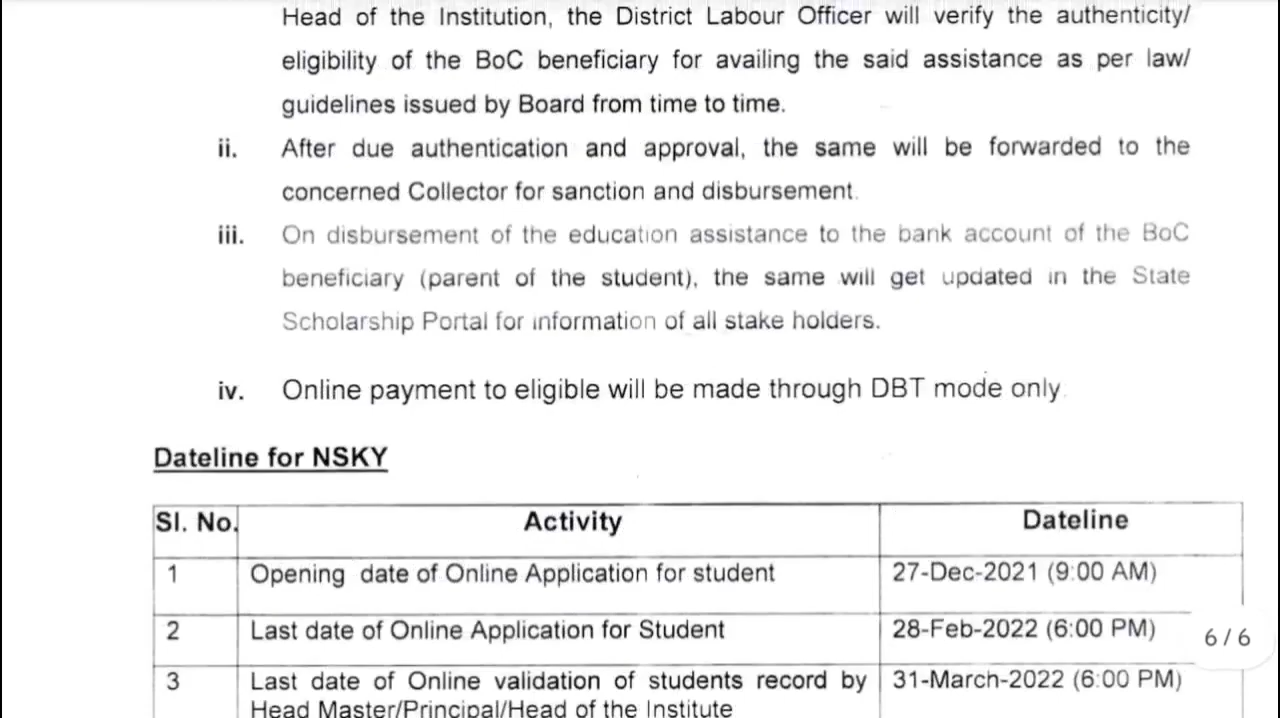 Head of the Institution, the District Labour Officer will verify the authenticity/
eligibility of the BoC beneficiary for availing the said assistance as per law/
guidelines issued by Board from time to time.
ii. After due authentication and approval, the same will be forwarded to the
concerned Collector for sanction and disbursement.
iii. On disbursement of the education assistance to the bank account of the BoC
beneficiary (parent of the student), the same will get updated in the State
Scholarship Portal for information of all stake holders.
iv. Online payment to eligible will be made through DBT mode only.
Dateline for NSKY
Sl. No. Activity Dateline
1 Opening date of Online Application for student 27-Dec-2021 (9:00 AM)
2 Last date of Online Application for Student 28-Feb-2022 (6:00 PM)
6/6
3 Last date of Online validation of students record by 31-March-2022 (6:00 PM)
Head Master/Principal/Head of the Institute